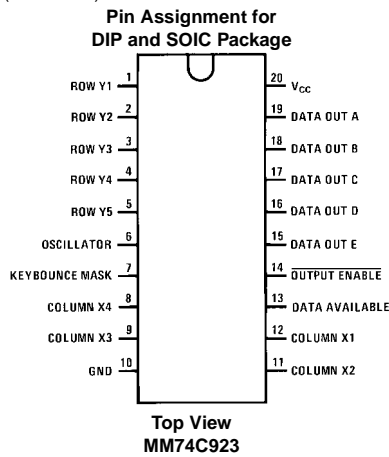 Pin Assignment for
DIP and SOIC Package
ROW Y1 1
20 VCC
ROW Y2 2
19 DATA OUT A
ROW Y3 3
18 DATA OUT B
ROW Y4 4
17 DATA OUT C
ROW Y5 5
16 DATA OUT D
OSCILLATOR 6
15 DATA OUT E
KEYBOUNCE MASK 7
14 OUTPUT ENABLE
COLUMN X4 8
13 DATA AVAILABLE
COLUMN X3 9
12 COLUMN X1
GND 10
11 COLUMN X2
Top View
MM74C923